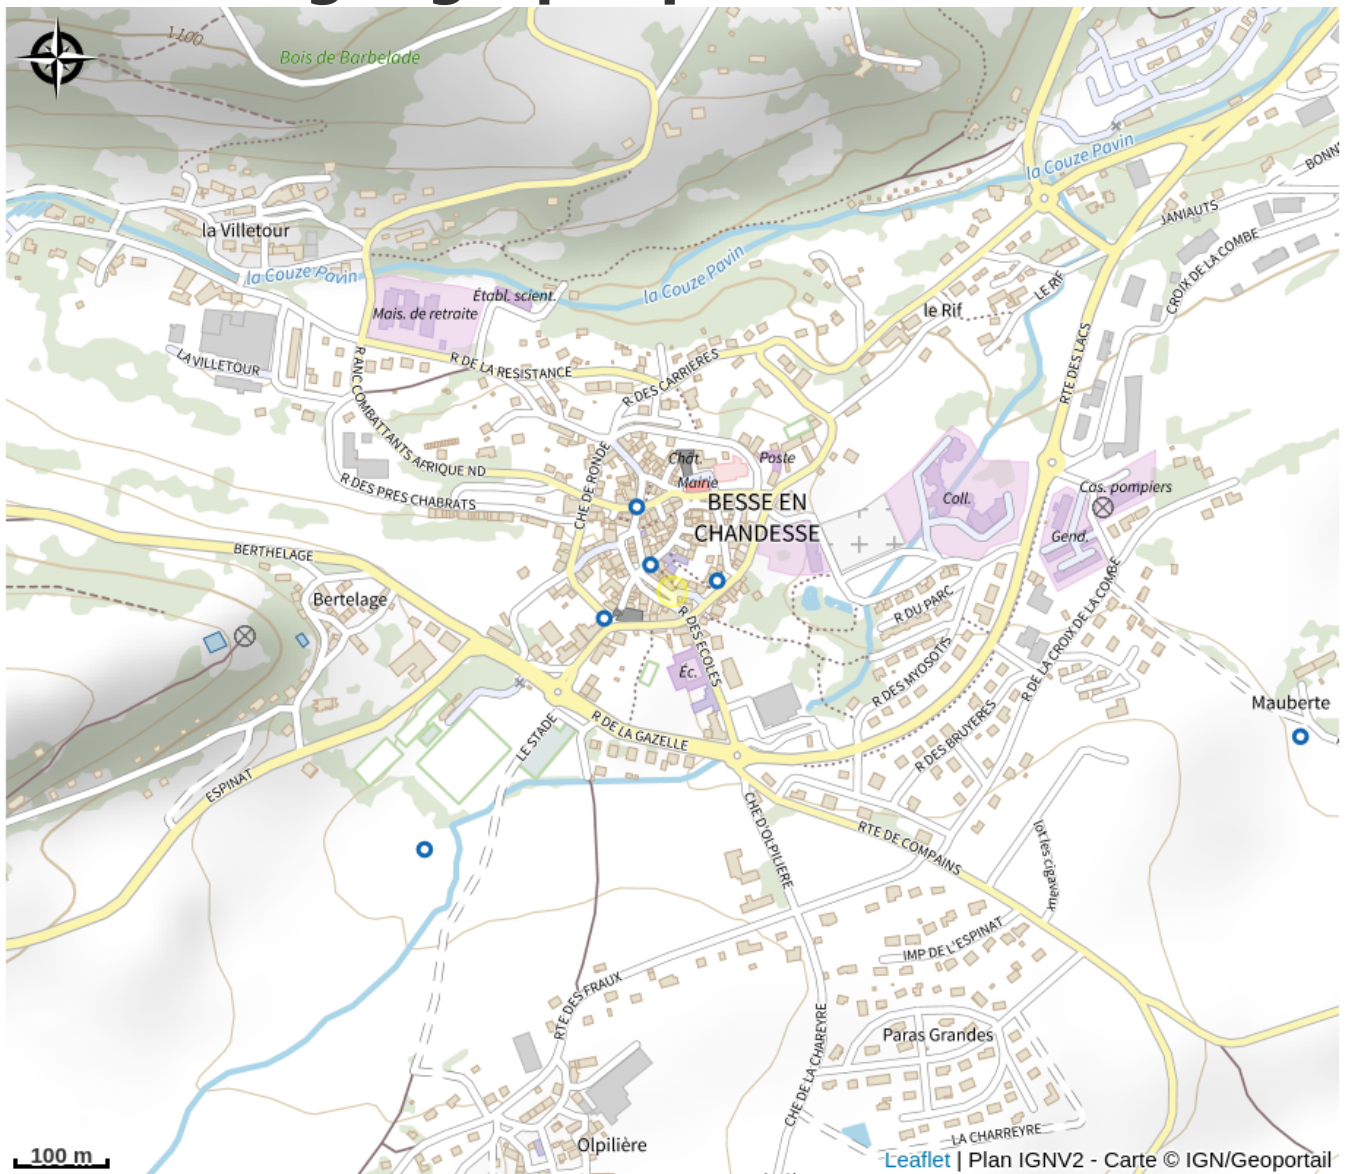 1100
Bois de Barbelade
la Couze Pavin
BONN
la Villetour
JANIAUTS
la Couze Pavin
la Couze Pavin
CROIX DE LA COMBE
LE RIF
Établ. scient.
Mais. de retraite
le Rif
LA VILLETOUR
R DE LA RESISTANCE
R DES CARRIERES
RTE DES LACS
R ANC COMBATTANTS AFRIQUE ND
Chât.
Poste
Mairie
R DES PRES CHABRATS
CHE DE RONDE
BESSE EN
CHANDESSE
Coll.
Cas. pompiers
Gend.
BERTHELAGE
Bertelage
R DU PARC
R DES ECOLES
Éc.
R DES MYOSOTIS
R DE LA CROIX DE LA COMBE
Mauberte
LE STADE
R DE LA GAZELLE
R DES BRUYERES
ESPINAT
CHE D'OLPILIERE
RTE DE COMPAINS
IMP DE L'ESPINAT
RTE DES FRAUX
CHE DE LA CHAREYRE
Paras Grandes
LA CHARREYRE
Olpilière
100 m
Leaflet | Plan IGNV2 - Carte © IGN/Geoportail